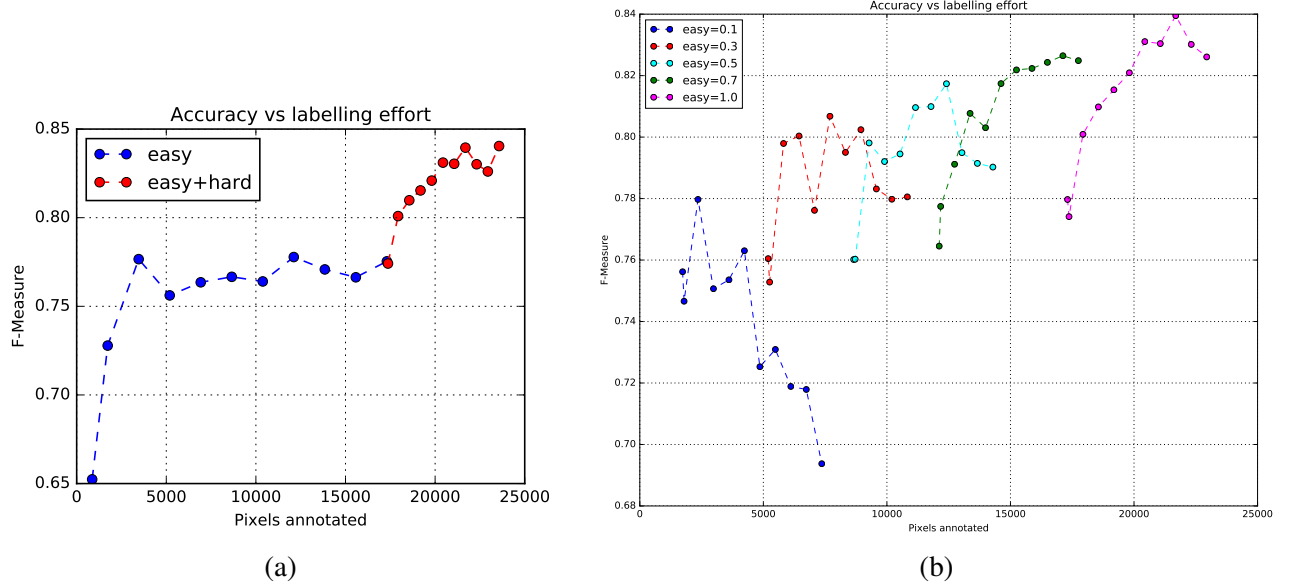 Accuracy vs labelling effort
0.85
0.80
0.75
0.70
0.65
F-Measure
easy
easy+hard
0 5000 10000 15000 20000 25000
Pixels annotated
(a)
Accuracy vs labelling effort
0.84
0.82
0.80
0.78
0.76
0.74
0.72
0.70
0.68
F-Measure
easy=0.1
easy=0.3
easy=0.5
easy=0.7
easy=1.0
0 5000 10000 15000 20000 25000
Pixels annotated
(b)